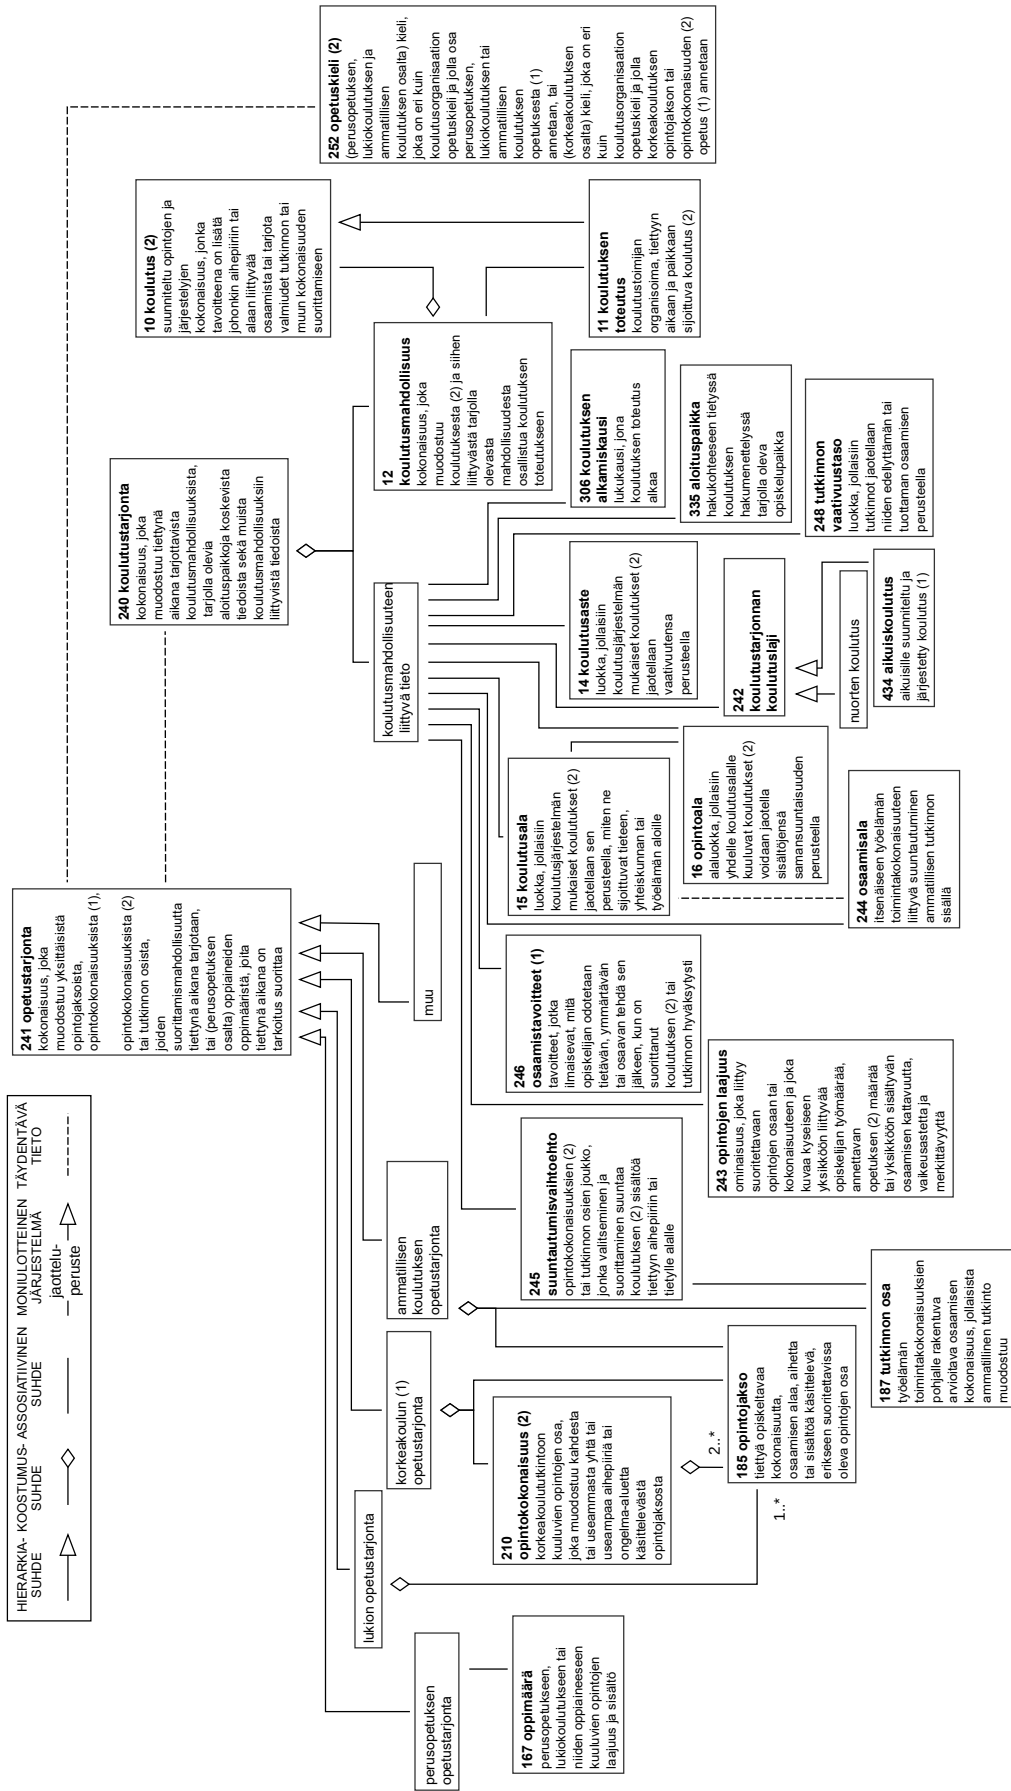 HIERARKIA-
SUHDE
KOOSTUMUS-
SUHDE
ASSOSIATIIVINEN
SUHDE
MONIULOTTEINEN
JÄRJESTELMÄ
jaottelu-
peruste
TÄYDENTÄVÄ
TIETO
241 opetustarjonta
kokonaisuus, joka
muodostuu yksittäisistä
opintojaksoista,
opintokokonaisuuksista (1),
opintokokonaisuuksista (2)
tai tutkinnon osista,
joiden
suorittamismahdollisuutta
tiettynä aikana tarjotaan,
tai (perusopetuksen
osalta) oppiaineiden
oppimääristä, joita
tiettynä aikana on
tarkoitus suorittaa
240 koulutustarjonta
kokonaisuus, joka
muodostuu tiettynä
aikana tarjottavista
koulutusmahdollisuuksista,
tarjolla olevia
aloituspaikkoja koskevista
tiedoista sekä muista
koulutusmahdollisuuksiin
liittyvistä tiedoista
10 koulutus (2)
suunniteltu opintojen ja
järjestelyjen
kokonaisuus, jonka
tavoitteena on lisätä
johonkin aihepiiriin tai
alaan liittyvää
osaamista tai tarjota
valmiudet tutkinnon tai
muun kokonaisuuden
suorittamiseen
252 opetuskieli (2)
(perusopetuksen,
lukiokoulutuksen ja
ammatillisen
koulutuksen osalta) kieli,
joka on eri kuin
koulutusorganisaation
opetuskieli ja jolla osa
perusopetuksen,
lukiokoulutuksen tai
ammatillisen
koulutuksen
opetuksesta (1)
annetaan, tai
(korkeakoulutuksen
osalta) kieli, joka on eri
kuin
koulutusorganisaation
opetuskieli ja jolla
korkeakoulutuksen
opintojakson tai
opintokokonaisuuden (2)
opetus (1) annetaan
perusopetuksen
opetustarjonta
lukion opetustarjonta
korkeakoulun (1)
opetustarjonta
ammatillisen
koulutuksen
opetustarjonta
muu
koulutusmahdollisuuteen
liittyvä tieto
12
koulutusmahdollisuus
kokonaisuus, joka
muodostuu
koulutuksesta (2) ja siihen
liittyvästä tarjolla
olevasta
mahdollisuudesta
osallistua koulutuksen
toteutukseen
11 koulutuksen
toteutus
koulutustoimijan
organisoima, tiettyyn
aikaan ja paikkaan
sijoittuva koulutus (2)
167 oppimäärä
perusopetukseen,
lukiokoulutukseen tai
niiden oppiaineeseen
kuuluvien opintojen
laajuus ja sisältö
210
opintokokonaisuus (2)
korkeakoulututkintoon
kuuluvien opintojen osa,
joka muodostuu kahdesta
tai useammasta yhtä tai
useampaa aihepiiriä tai
ongelma-aluetta
käsittelevästä
opintojaksosta
245
suuntautumisvaihtoehto
opintokokonaisuuksien (2)
tai tutkinnon osien joukko,
jonka valitseminen ja
suorittaminen suuntaa
koulutuksen (2) sisältöä
tiettyyn aihepiiriin tai
tietylle alalle
246
osaamistavoitteet (1)
tavoitteet, jotka
ilmaisevat, mitä
opiskelijan odotetaan
tietävän, ymmärtävän
tai osaavan tehdä sen
jälkeen, kun on
suorittanut
koulutuksen (2) tai
tutkinnon hyväksytysti
15 koulutusala
luokka, jollaisiin
koulutusjärjestelmän
mukaiset koulutukset (2)
jaotellaan sen
perusteella, miten ne
sijoittuvat tieteen,
yhteiskunnan tai
työelämän aloille
14 koulutusaste
luokka, jollaisiin
koulutusjärjestelmän
mukaiset koulutukset (2)
jaotellaan
vaativuutensa
perusteella
306 koulutuksen
alkamiskausi
lukukausi, jona
koulutuksen toteutus
alkaa
335 aloituspaikka
hakukohteeseen tietyssä
koulutuksen
hakumenettelyssä
tarjolla oleva
opiskelupaikka
2..*
1..*
185 opintojakso
tiettyä opiskeltavaa
kokonaisuutta,
osaamisen alaa, aihetta
tai sisältöä käsittelevä,
erikseen suoritettavissa
oleva opintojen osa
243 opintojen laajuus
ominaisuus, joka liittyy
suoritettavaan
opintojen osaan tai
kokonaisuuteen ja joka
kuvaa kyseiseen
yksikköön liittyvää
opiskelijan työmäärää,
annettavan
opetuksen (2) määrää
tai yksikköön sisältyvän
osaamisen kattavuutta,
vaikeusastetta ja
merkittävyyttä
16 opintoala
alaluokka, jollaisiin
yhdelle koulutusalalle
kuuluvat koulutukset (2)
voidaan jaotella
sisältöjensä
samansuuntaisuuden
perusteella
242
koulutustarjonnan
koulutuslaji
248 tutkinnon
vaativuustaso
luokka, jollaisiin
tutkinnot jaotellaan
niiden edellyttämän tai
tuottaman osaamisen
perusteella
187 tutkinnon osa
työelämän
toimintakokonaisuuksien
pohjalle rakentuva
arvioitava osaamisen
kokonaisuus, jollaisista
ammatillinen tutkinto
muodostuu
244 osaamisala
itsenäiseen työelämän
toimintakokonaisuuteen
liittyvä suuntautuminen
ammatillisen tutkinnon
sisällä
nuorten koulutus
434 aikuiskoulutus
aikuisille suunniteltu ja
järjestetty koulutus (1)